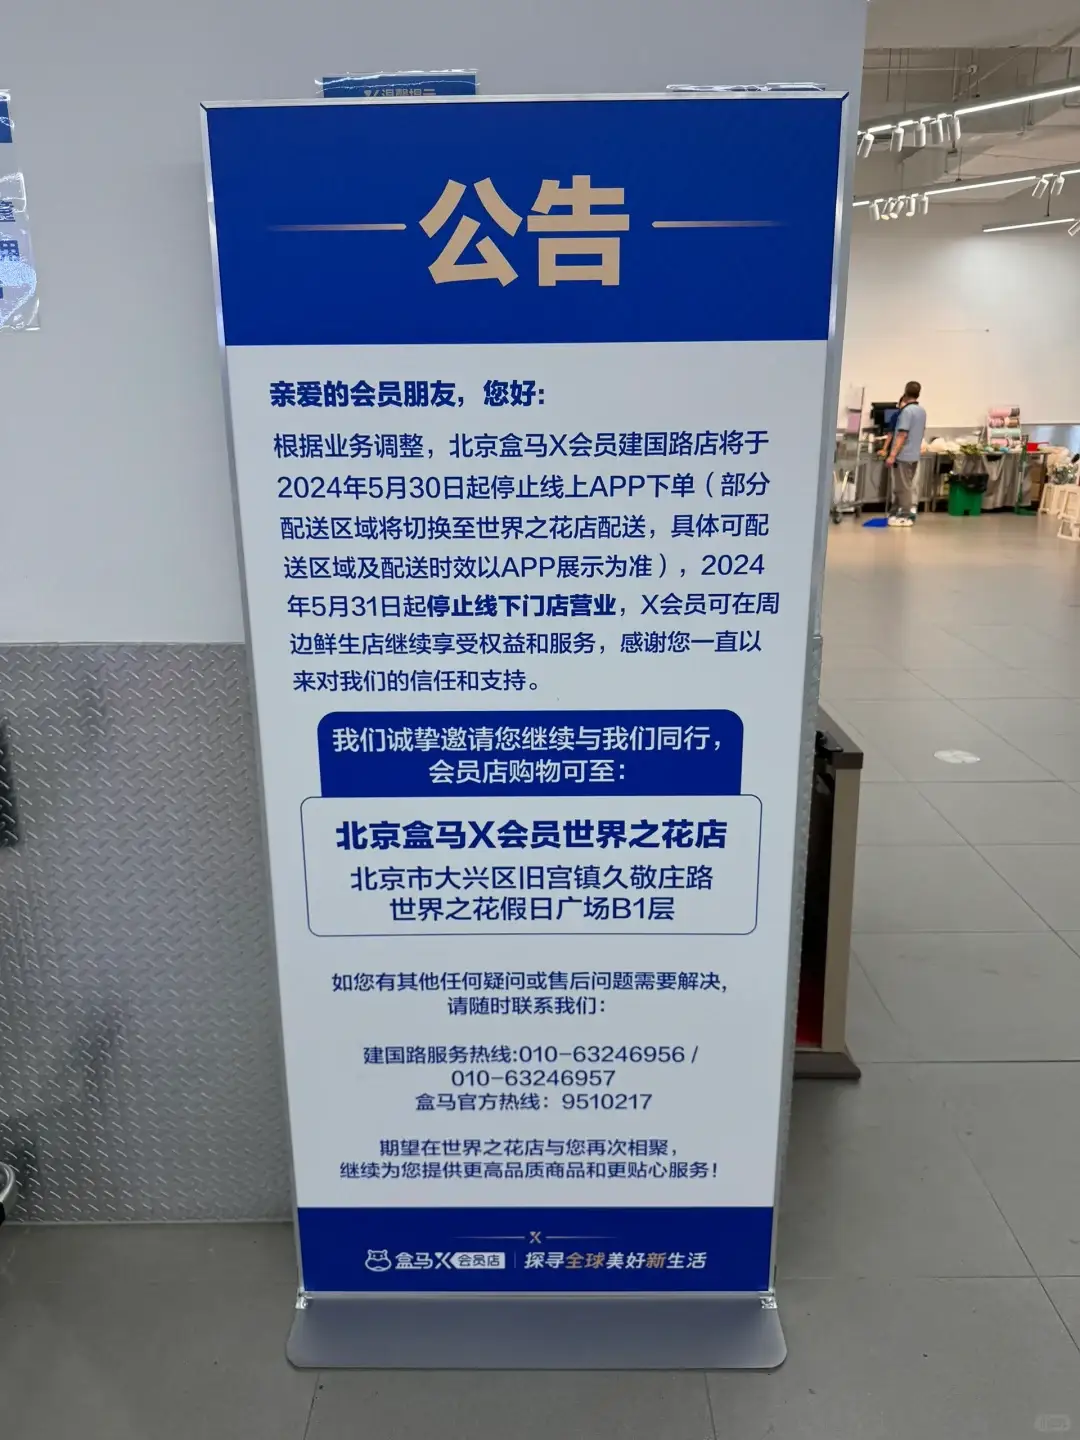 公告
亲爱的会员朋友，您好：
根据业务调整，北京盒马X会员建国路店将于
2024年5月30日起停止线上APP下单（部分
配送区域将切换至世界之花店配送，具体可配
送区域及配送时效以APP展示为准），2024
年5月31日起停止线下门店营业，X会员可在周
边鲜生店继续享受权益和服务，感谢您一直以
来对我们的信任和支持。
我们诚挚邀请您继续与我们同行，
会员店购物可至：
北京盒马X会员世界之花店
北京市大兴区旧宫镇久敬庄路
世界之花假日广场B1层
如您有其他任何疑问或售后问题需要解决，
请随时联系我们：
建国路服务热线:010-63246956 /
010-63246957
盒马官方热线：9510217
期望在世界之花店与您再次相聚，
继续为您提供更高品质商品和更贴心服务！
X
盒马X会员店 | 探寻全球美好新生活